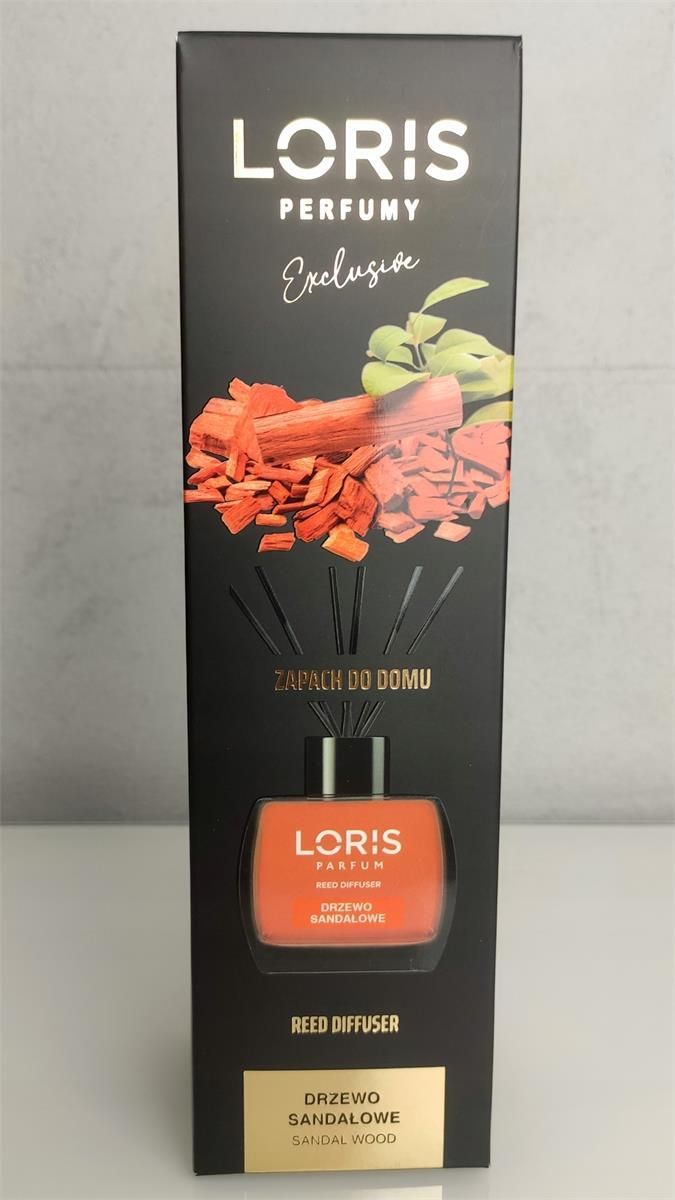 LORIS
PERFUMY
Exclusive
ZAPACH DO DOMU
LORIS
PARFUM
REED DIFFUSER
DRZEWO
SANDAŁOWE
REED DIFFUSER
DRZEWO
SANDAŁOWE
SANDAL WOOD